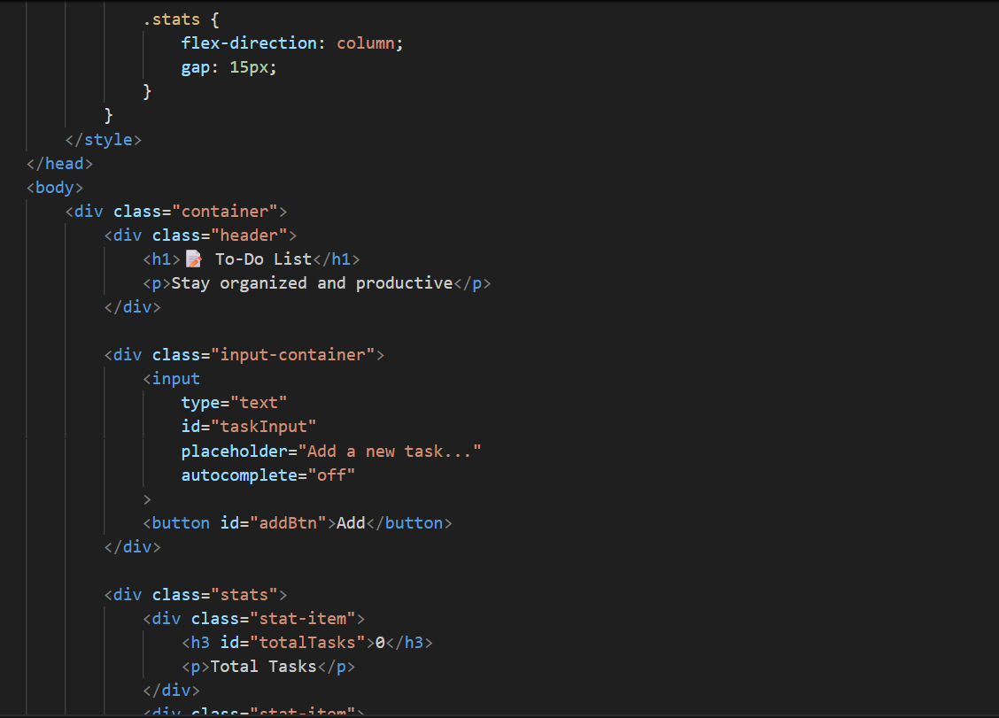 .stats {
flex-direction: column;
gap: 15px;
}
}
</style>
</head>
<body>
<div class="container">
<div class="header">
<h1>📝 To-Do List</h1>
<p>Stay organized and productive</p>
</div>
<div class="input-container">
<input
type="text"
id="taskInput"
placeholder="Add a new task..."
autocomplete="off"
>
<button id="addBtn">Add</button>
</div>
<div class="stats">
<div class="stat-item">
<h3 id="totalTasks">0</h3>
<p>Total Tasks</p>
</div>
<div class="stat-item">